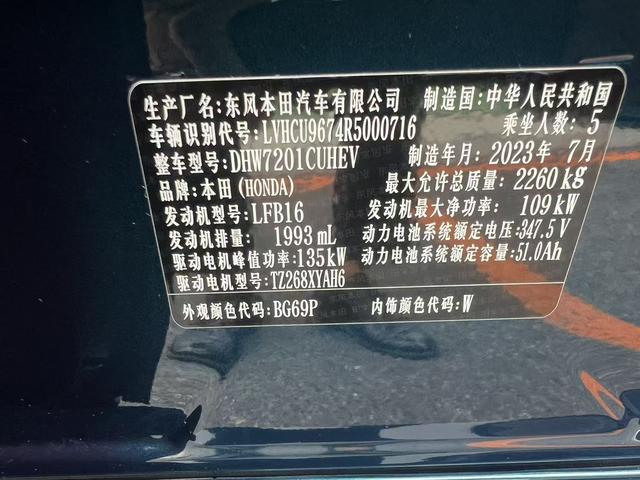 生产厂名:东风本田汽车有限公司 制造国:中华人民共和国
车辆识别代号:LVHCU9674R5000716 乘坐人数:5
整车型号:DHW7201CUHEV 制造年月:2023年 7月
品牌:本田(HONDA) 最大允许总质量:2260kg
发动机型号:LFB16 发动机最大净功率:109kW
发动机排量:1993mL 动力电池系统额定电压:347.5V
驱动电机峰值功率:135kW 动力电池系统额定容量:51.0Ah
驱动电机型号:TZ268XYAH6
外观颜色代码:BG69P 内饰颜色代码:W